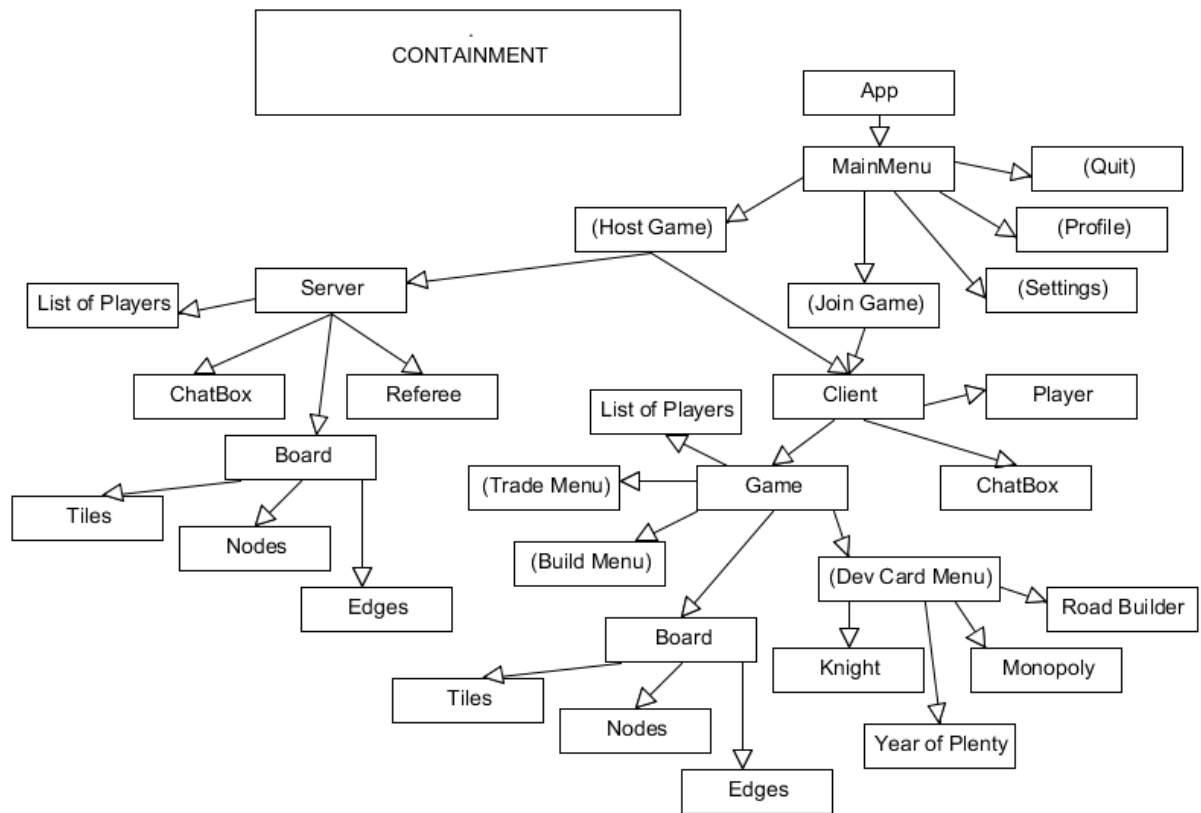 CONTAINMENT
App
MainMenu
(Quit)
(Host Game)
(Profile)
Server
(Settings)
List of Players
(Join Game)
ChatBox
Referee
Client
Player
List of Players
Board
(Trade Menu)
Game
ChatBox
Tiles
Nodes
(Build Menu)
(Dev Card Menu)
Edges
Road Builder
Board
Knight
Monopoly
Tiles
Nodes
Year of Plenty
Edges